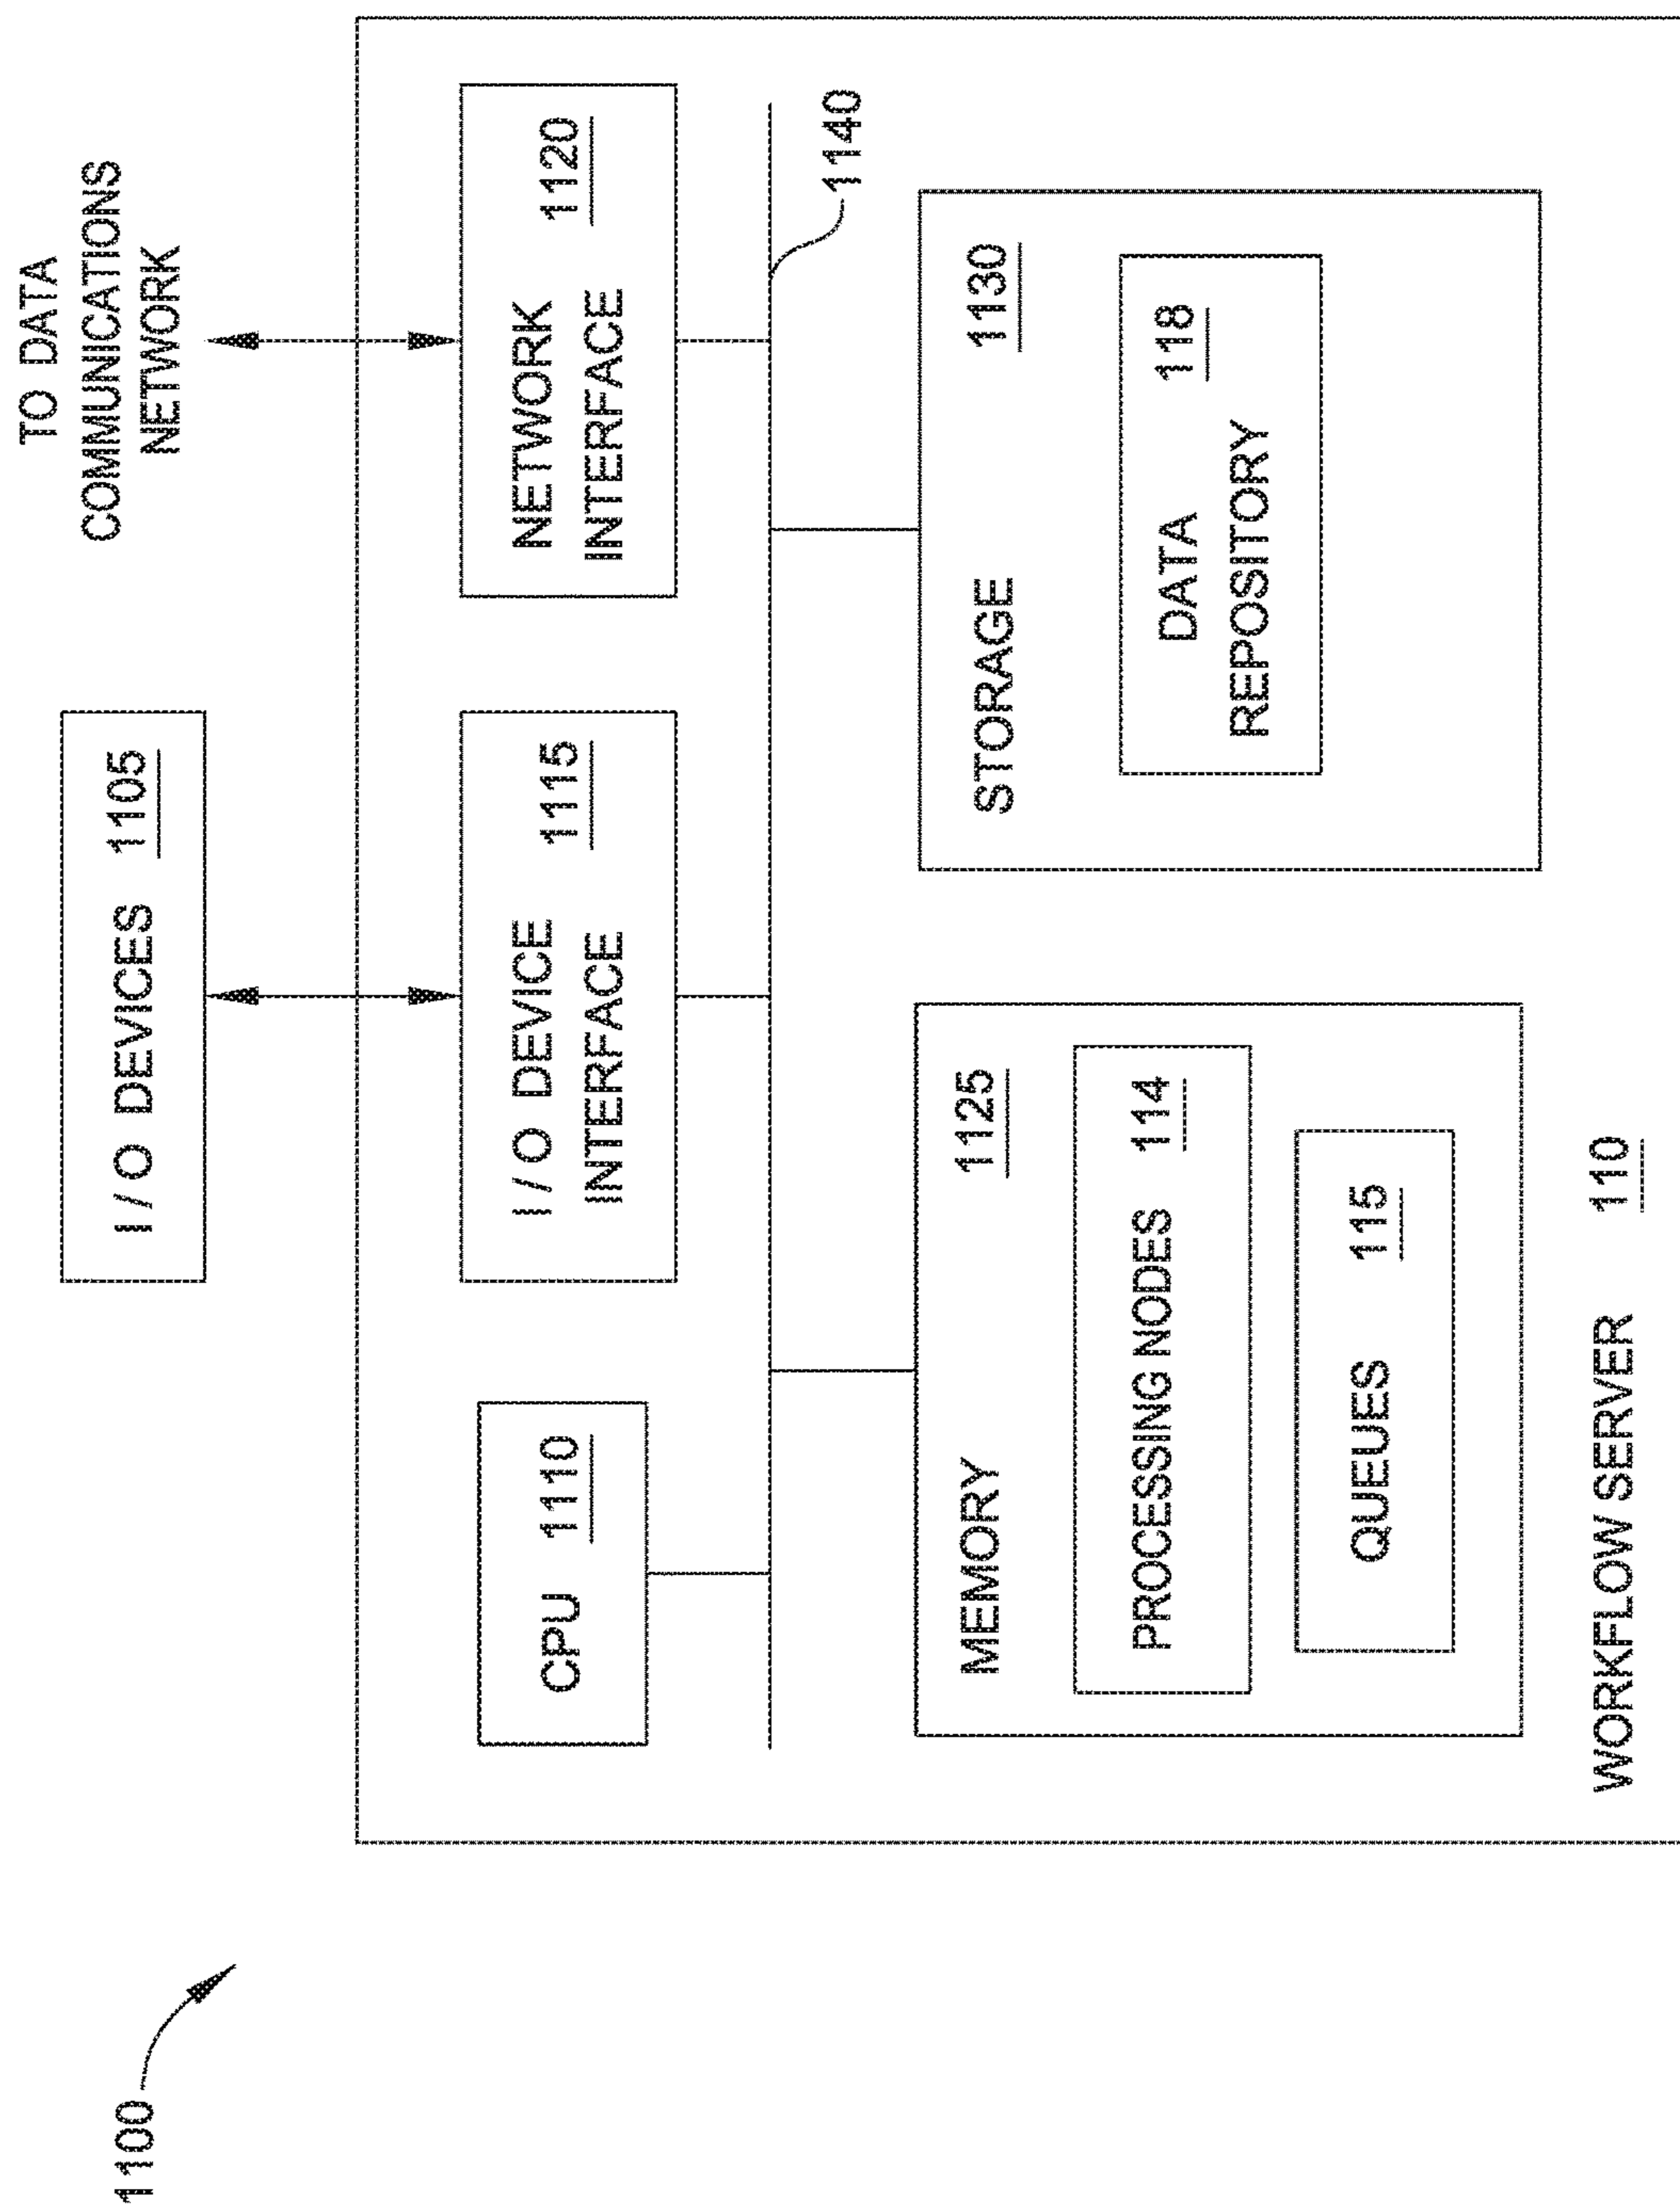 1100
TO DATA
COMMUNICATIONS
NETWORK
I / O DEVICES 1105
CPU 1110
I / O DEVICE 1115
INTERFACE
NETWORK 1120
INTERFACE
1140
MEMORY 1125
PROCESSING NODES 114
QUEUES 115
STORAGE 1130
DATA 118
REPOSITORY
WORKFLOW SERVER 110